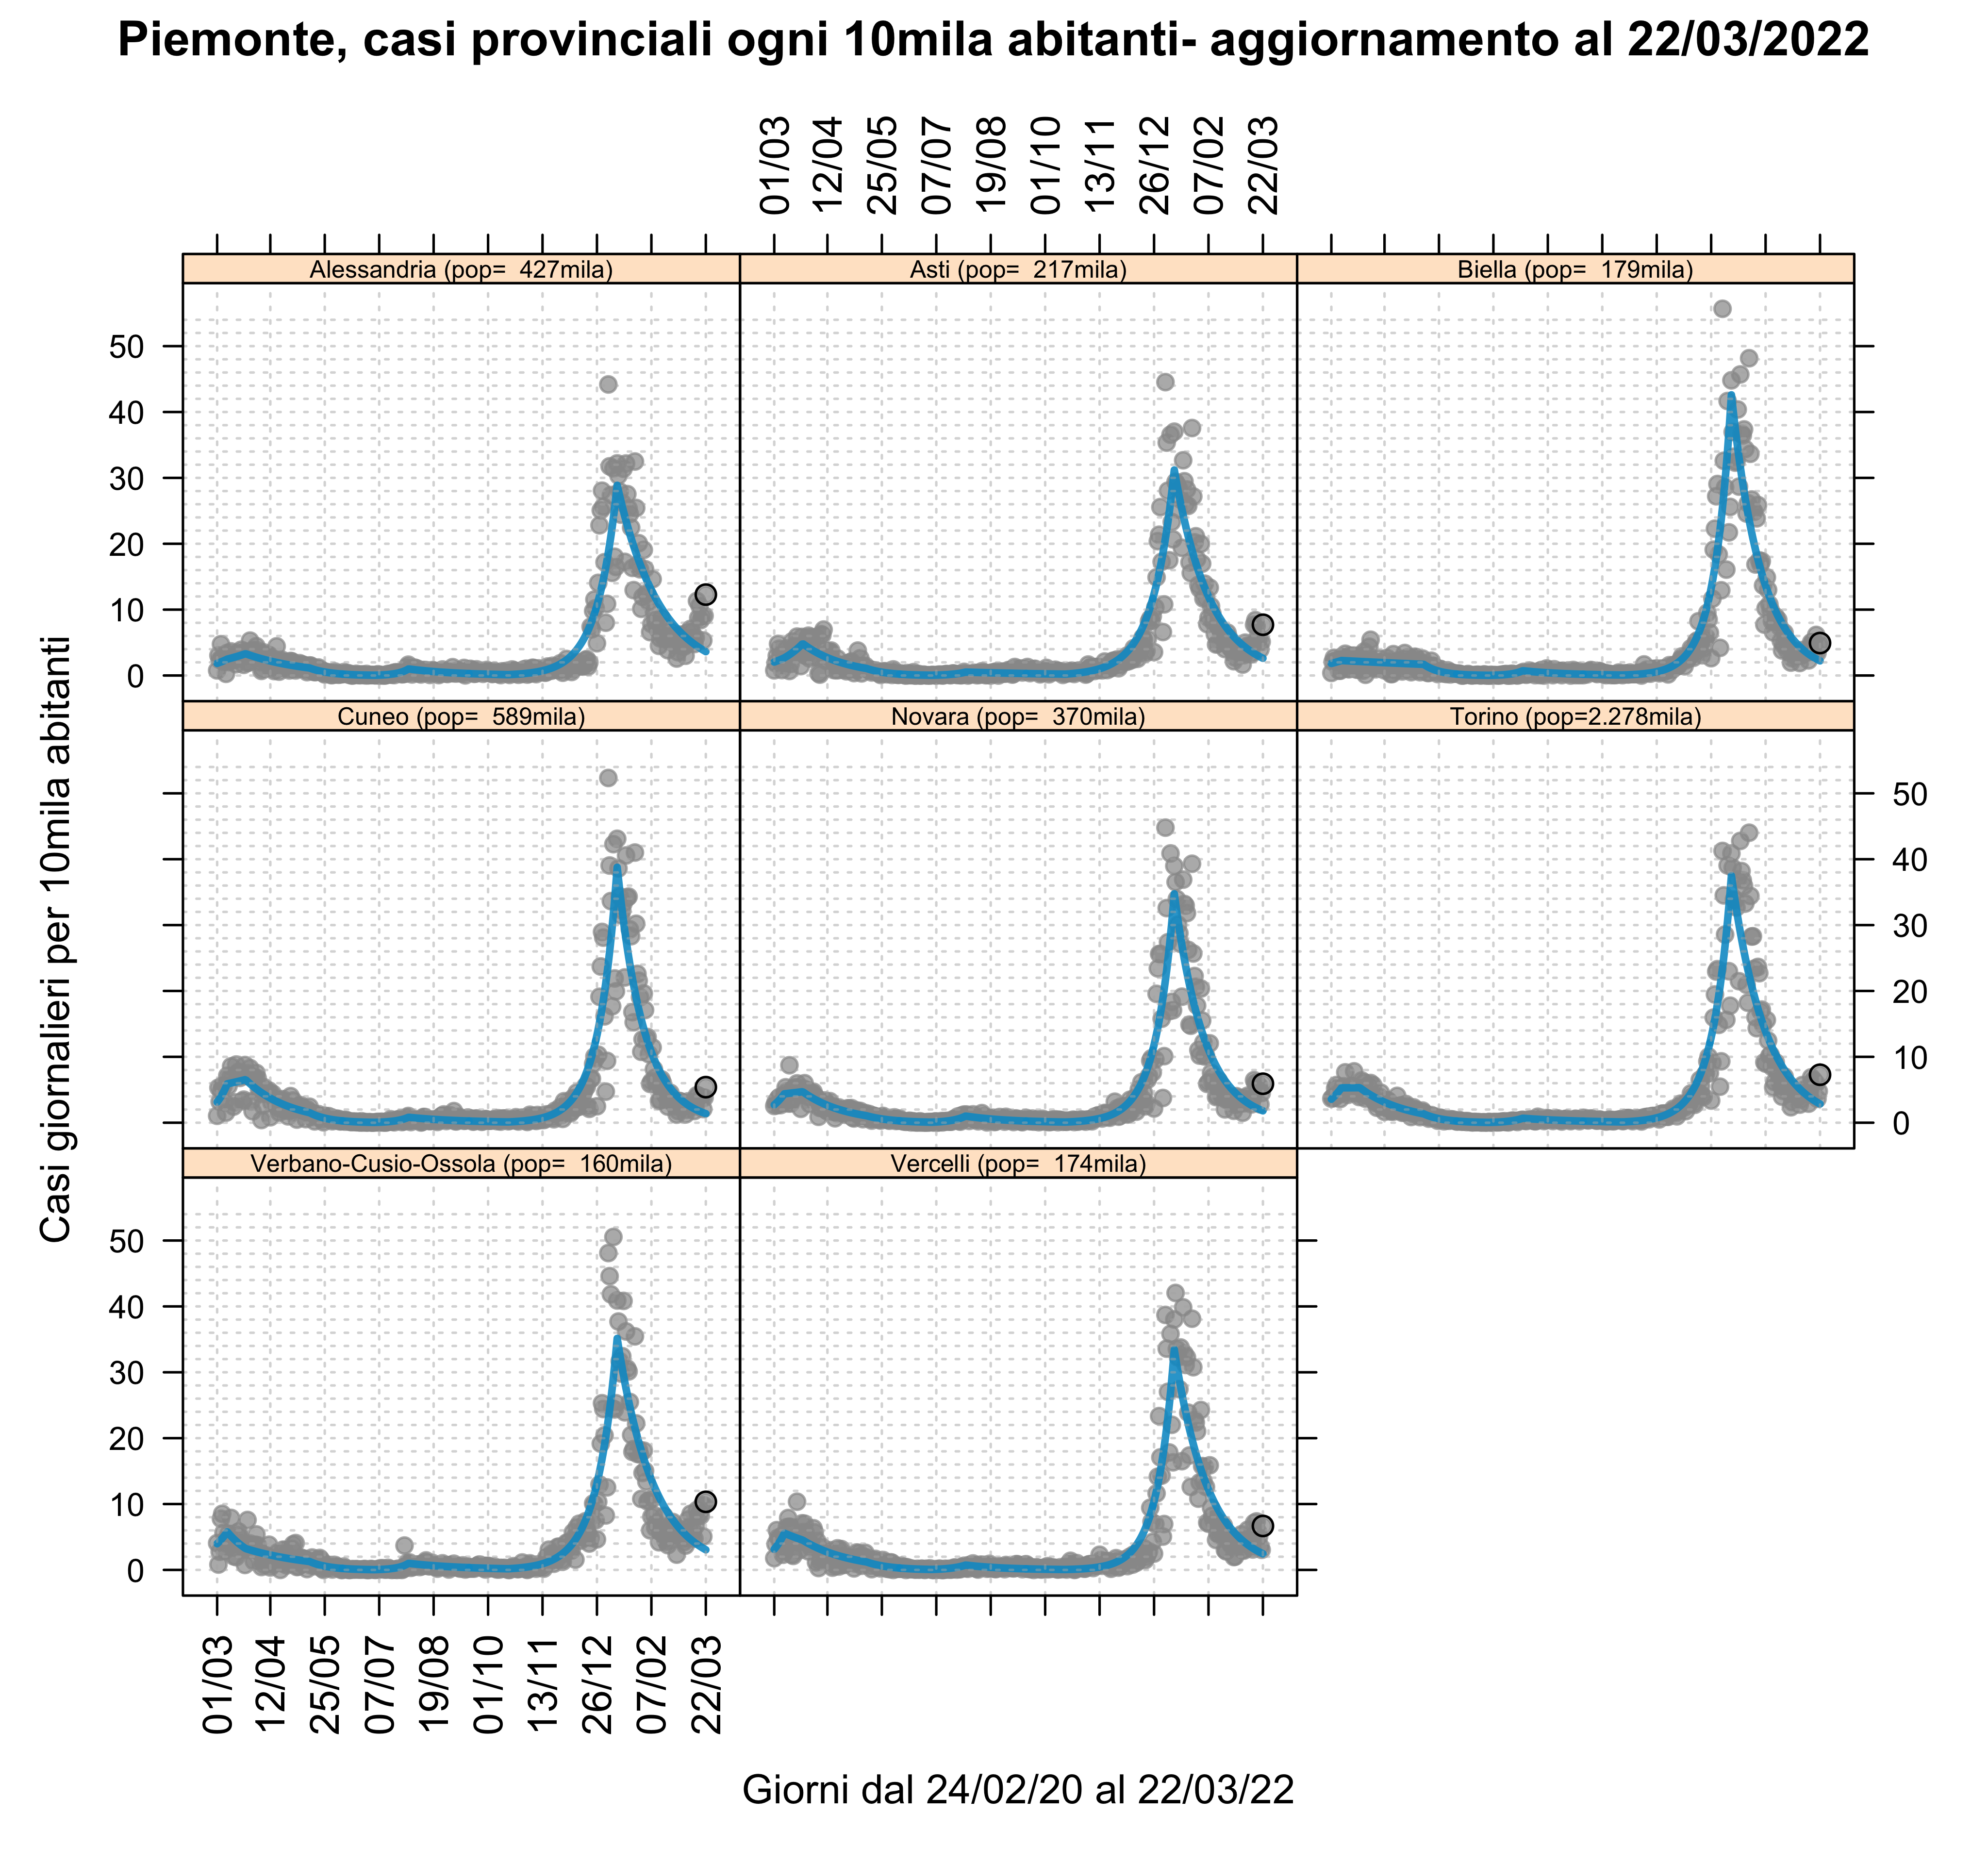 Piemonte, casi provinciali ogni 10mila abitanti- aggiornamento al 22/03/2022
01/03 12/04 25/05 07/07 19/08 01/10 13/11 26/12 07/02 22/03
Alessandria (pop=  427mila)
Asti (pop=  217mila)
Biella (pop=  179mila)
50
40
30
20
10
0
Cuneo (pop=  589mila)
Novara (pop=  370mila)
Torino (pop=2.278mila)
50
40
30
20
10
0
Verbano-Cusio-Ossola (pop=  160mila)
Vercelli (pop=  174mila)
50
40
30
20
10
0
Casi giornalieri per 10mila abitanti
01/03 12/04 25/05 07/07 19/08 01/10 13/11 26/12 07/02 22/03
Giorni dal 24/02/20 al 22/03/22